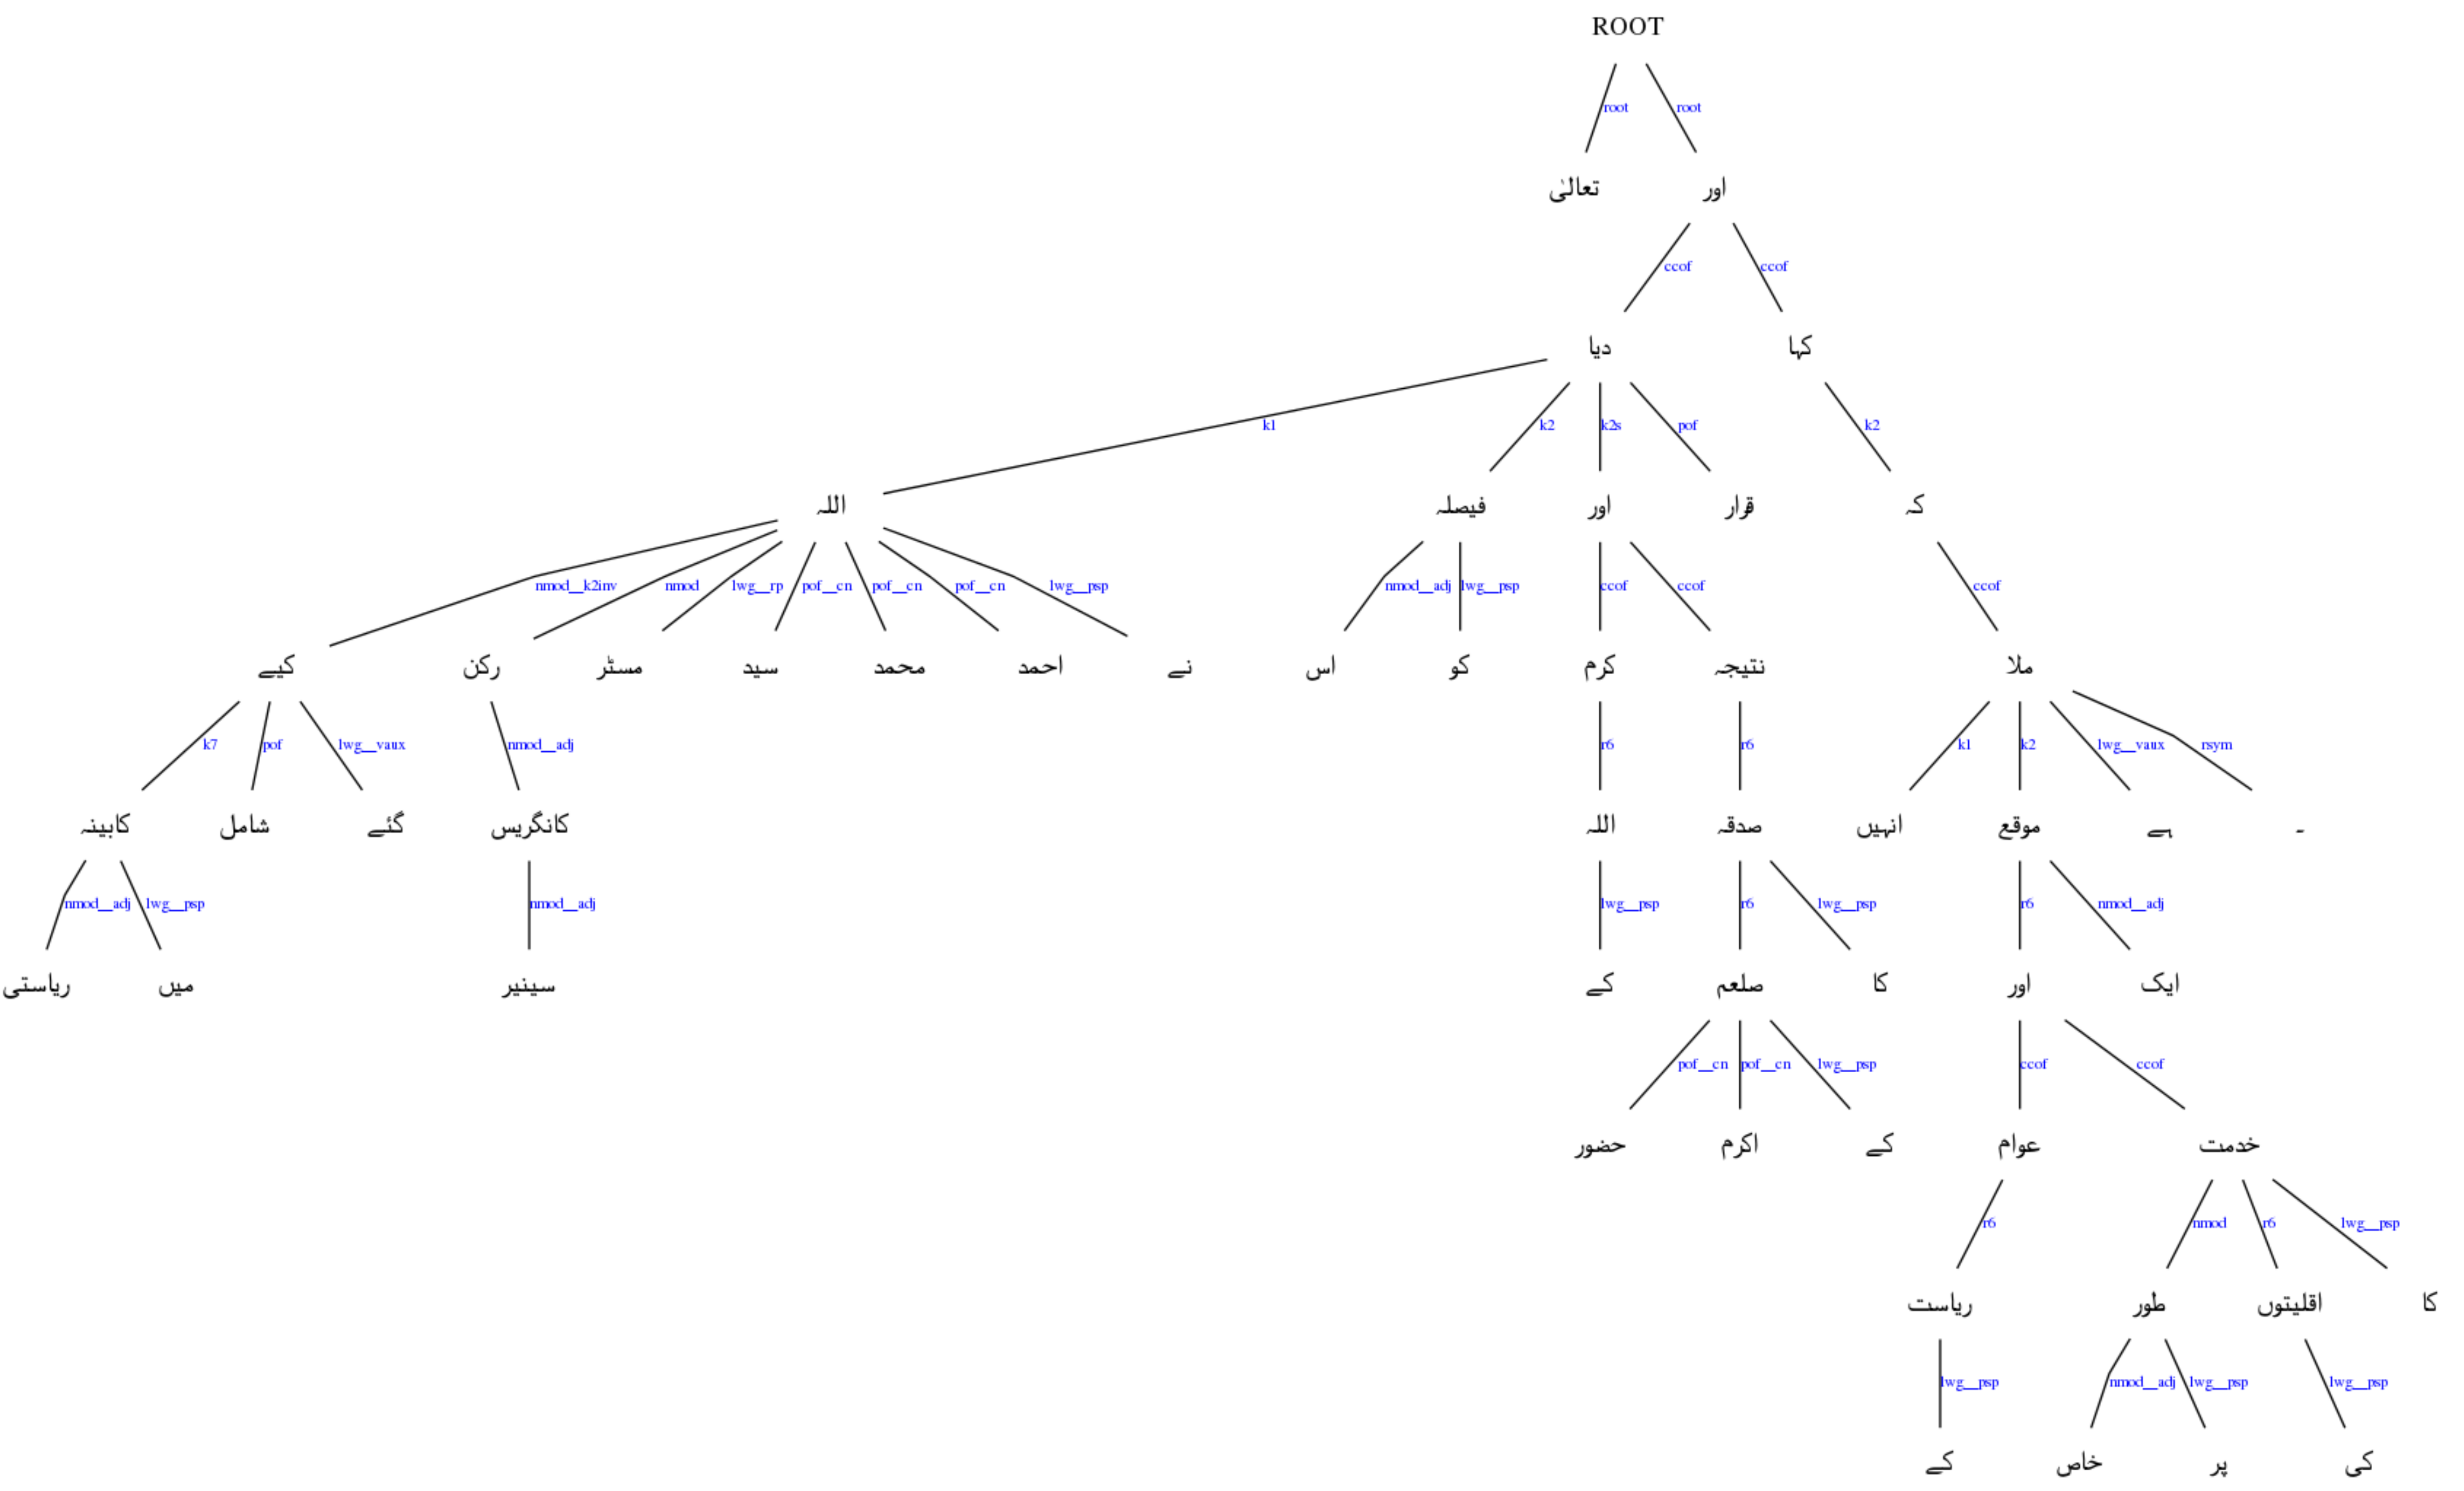 ROOT
root root
تعالیٰ اور
ccof ccof
دیا کہا
k1 k2 k2s pof k2
اللہ فیصلہ اور قرار کہ
nmod__k2inv nmod lwg__rp pof__cn pof__cn pof__cn lwg__psp nmod__adj lwg__psp ccof ccof ccof
کیے رکن مسٹر سید محمد احمد نے اس کو کرم نتیجہ ملا
k7 pof lwg__vaux nmod__adj r6 r6 k1 k2 lwg__vaux rsym
کابینہ شامل گئے کانگریس اللہ صدقہ انہیں موقع ہے ۔
nmod__adj lwg__psp nmod__adj lwg__psp r6 lwg__psp r6 nmod__adj
ریاستی میں سینیر کے صلعم کا اور ایک
pof__cn pof__cn lwg__psp ccof ccof
حضور اکرم کے عوام خدمت
r6 nmod r6 lwg__psp
ریاست طور اقلیتوں کا
lwg__psp nmod__adj lwg__psp lwg__psp
کے خاص پر کی